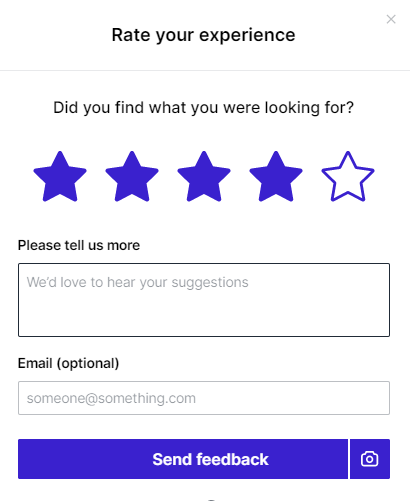 Rate your experience
Did you find what you were looking for?
Please tell us more
We'd love to hear your suggestions
Email (optional)
someone@something.com
Send feedback